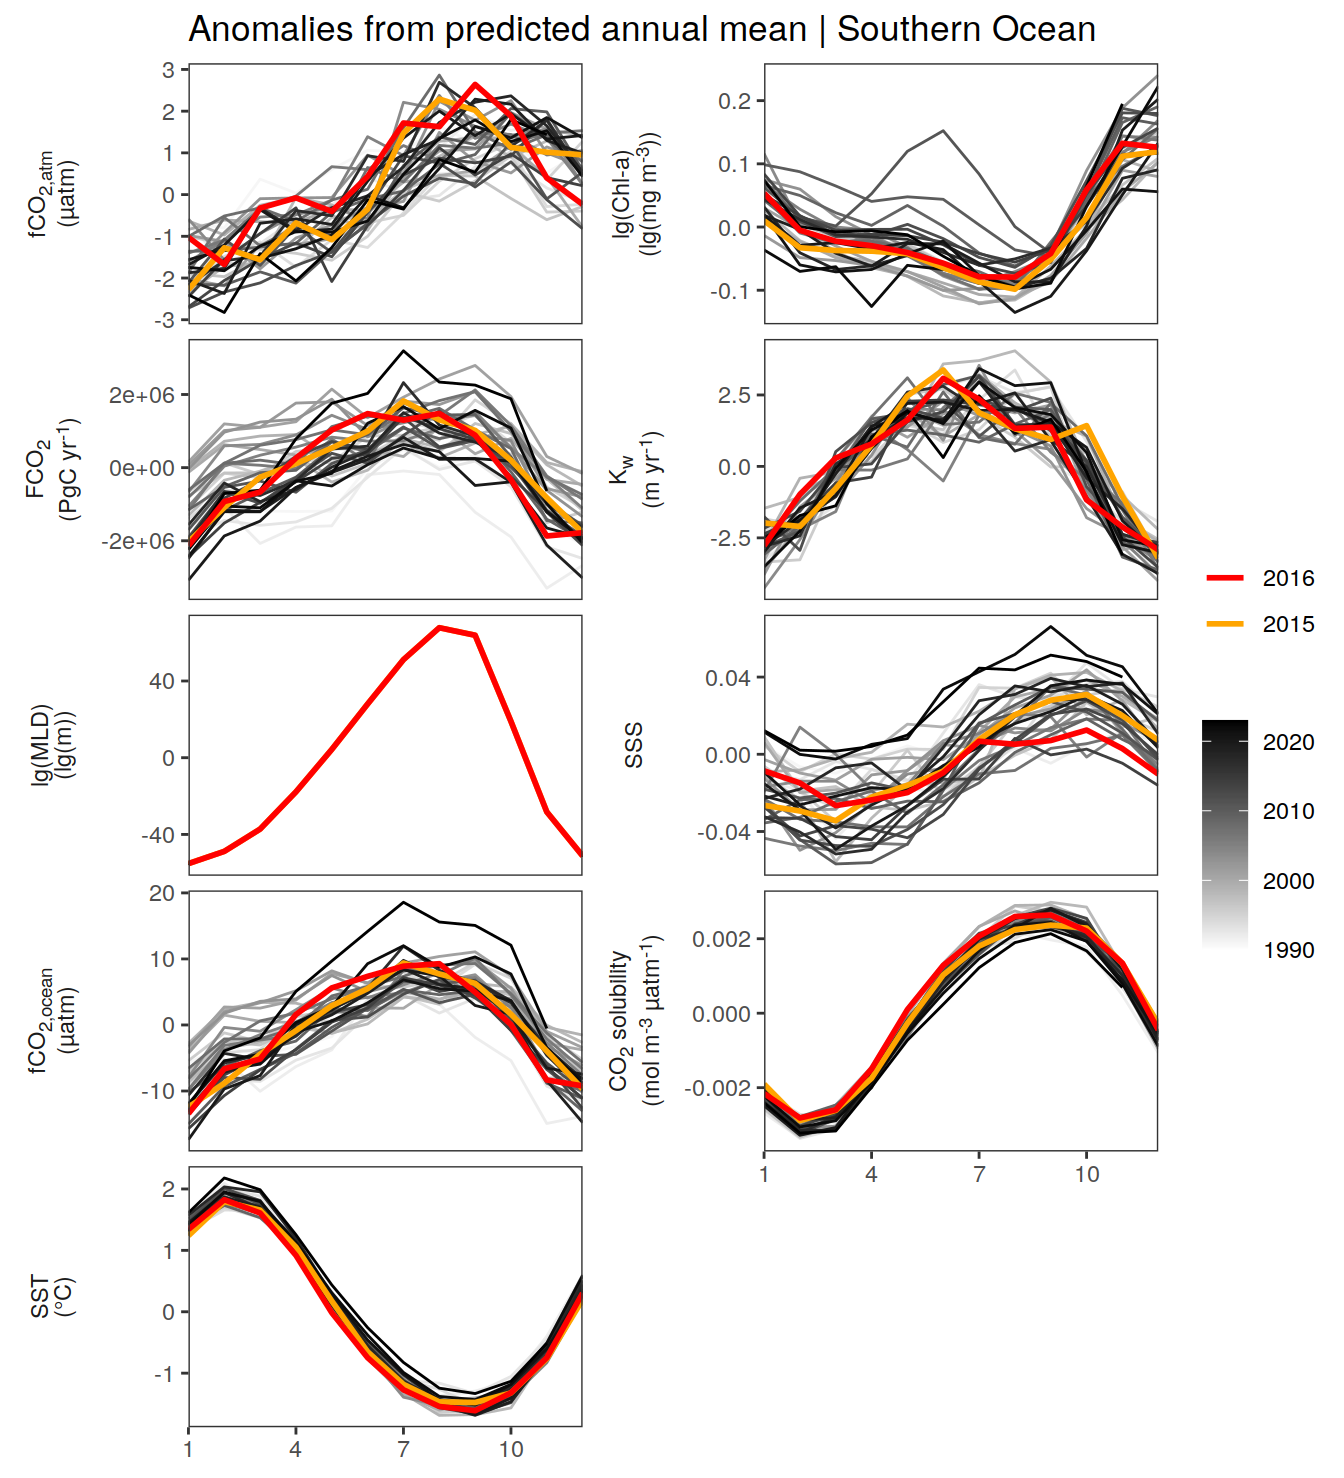 Anomalies from predicted annual mean | Southern Ocean
fCO2,atm
(µatm)
3
2
1
0
-1
-2
-3
lg(Chl-a)
(lg(mg m-3))
0.2
0.1
0.0
-0.1
FCO2
(PgC yr-1)
2e+06
0e+00
-2e+06
Kw
(m yr-1)
2.5
0.0
-2.5
lg(MLD)
(lg(m))
40
0
-40
SSS
0.04
0.00
-0.04
fCO2,ocean
(µatm)
20
10
0
-10
CO2 solubility
(mol m-3 µatm-1)
0.002
0.000
-0.002
1 4 7 10
SST
(°C)
2
1
0
-1
1 4 7 10
2016
2015
2020
2010
2000
1990